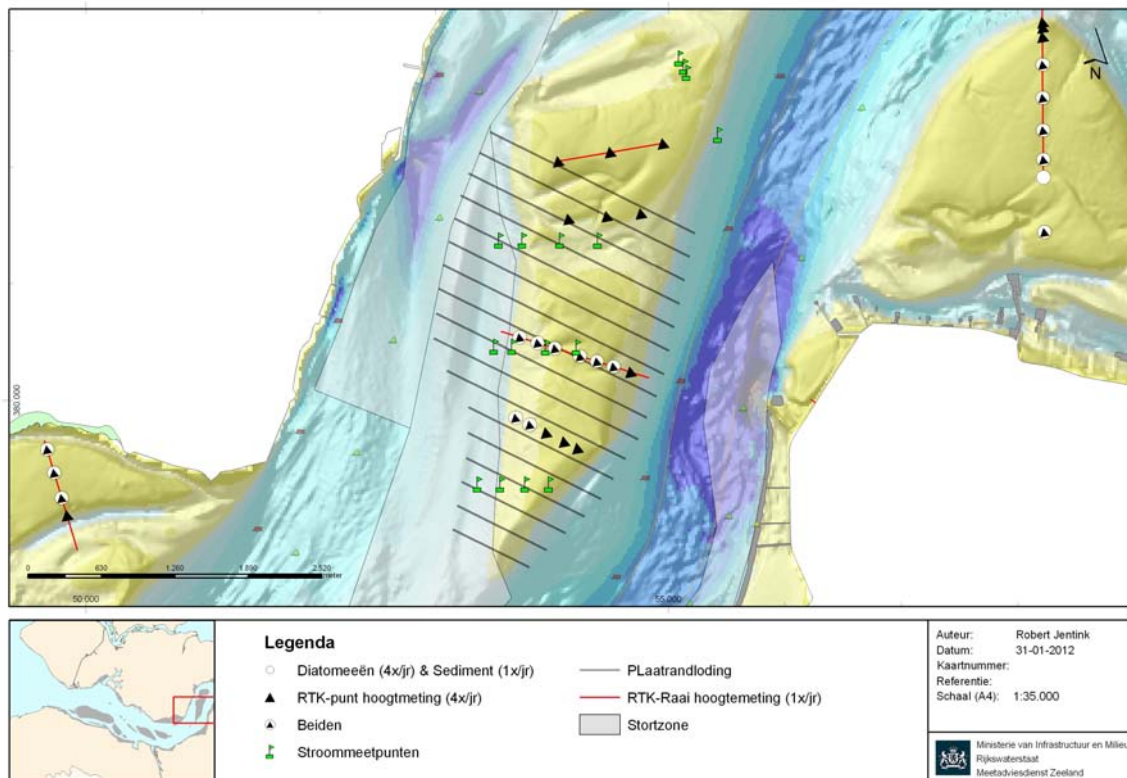 N
380.000
0 630 1.260 1.890 2.520
meter
50.000
55.000
Legenda
Diatomeeën (4x/jr) & Sediment (1x/jr)
RTK-punt hoogtmeting (4x/jr)
Beiden
Stroommeetpunten
PLaatrandloding
RTK-Raai hoogtemeting (1x/jr)
Stortzone
Auteur: Robert Jentink
Datum: 31-01-2012
Kaartnummer:
Referentie:
Schaal (A4): 1:35.000
Ministerie van Infrastructuur en Milieu
Rijkswaterstaat
Meetadviesdienst Zeeland